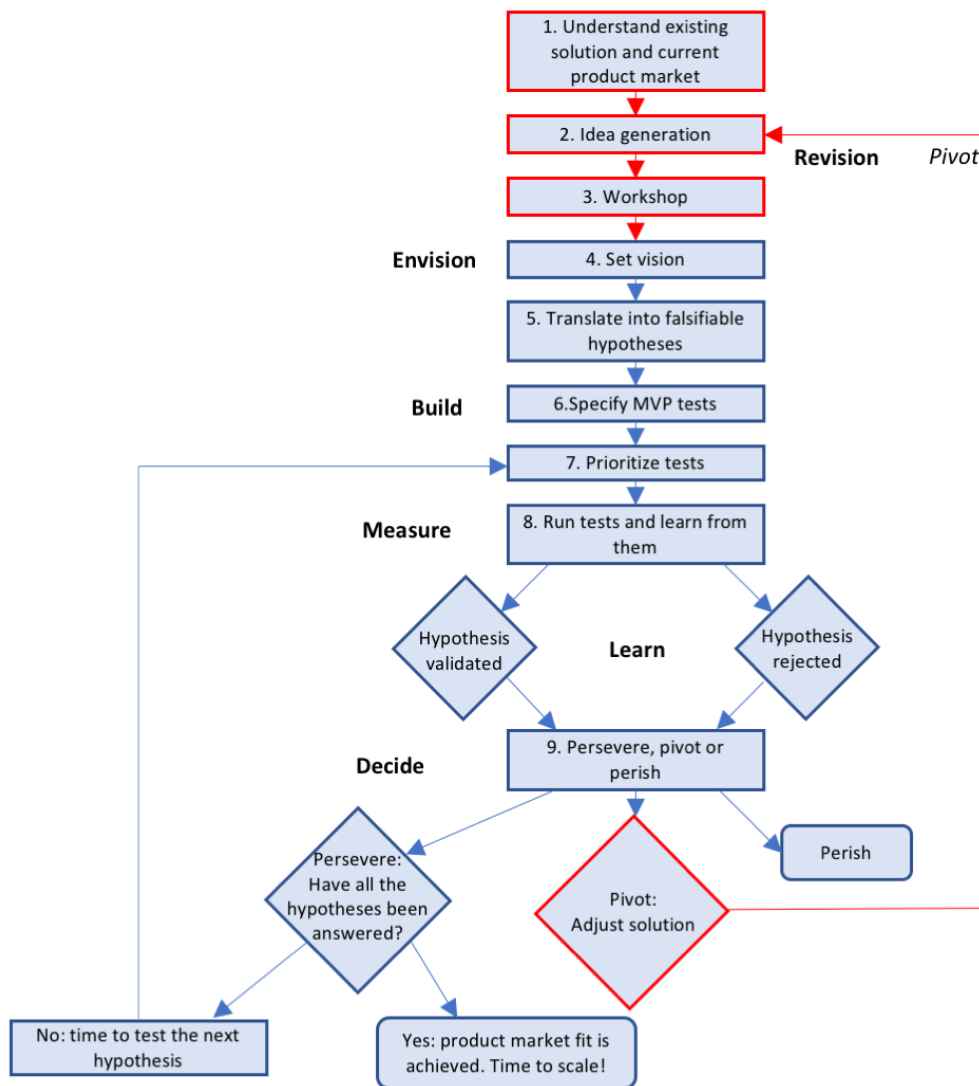 1. Understand existing
solution and current
product market
2. Idea generation
Revision
Pivot
3. Workshop
Envision
4. Set vision
5. Translate into falsifiable
hypotheses
Build
6.Specify MVP tests
7. Prioritize tests
Measure
8. Run tests and learn from
them
Hypothesis
validated
Learn
Hypothesis
rejected
9. Persevere, pivot or
perish
Decide
Persevere:
Have all the
hypotheses been
answered?
Pivot:
Adjust solution
Perish
No: time to test the next
hypothesis
Yes: product market fit is
achieved. Time to scale!